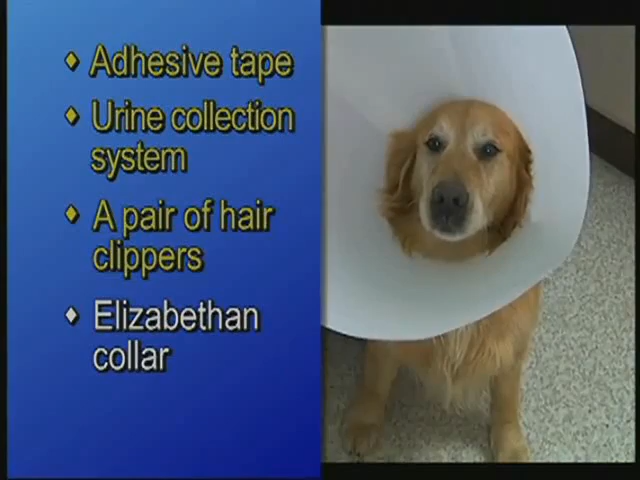 Adhesive tape
Urine collection
system
A pair of hair
clippers
Elizabethan
collar